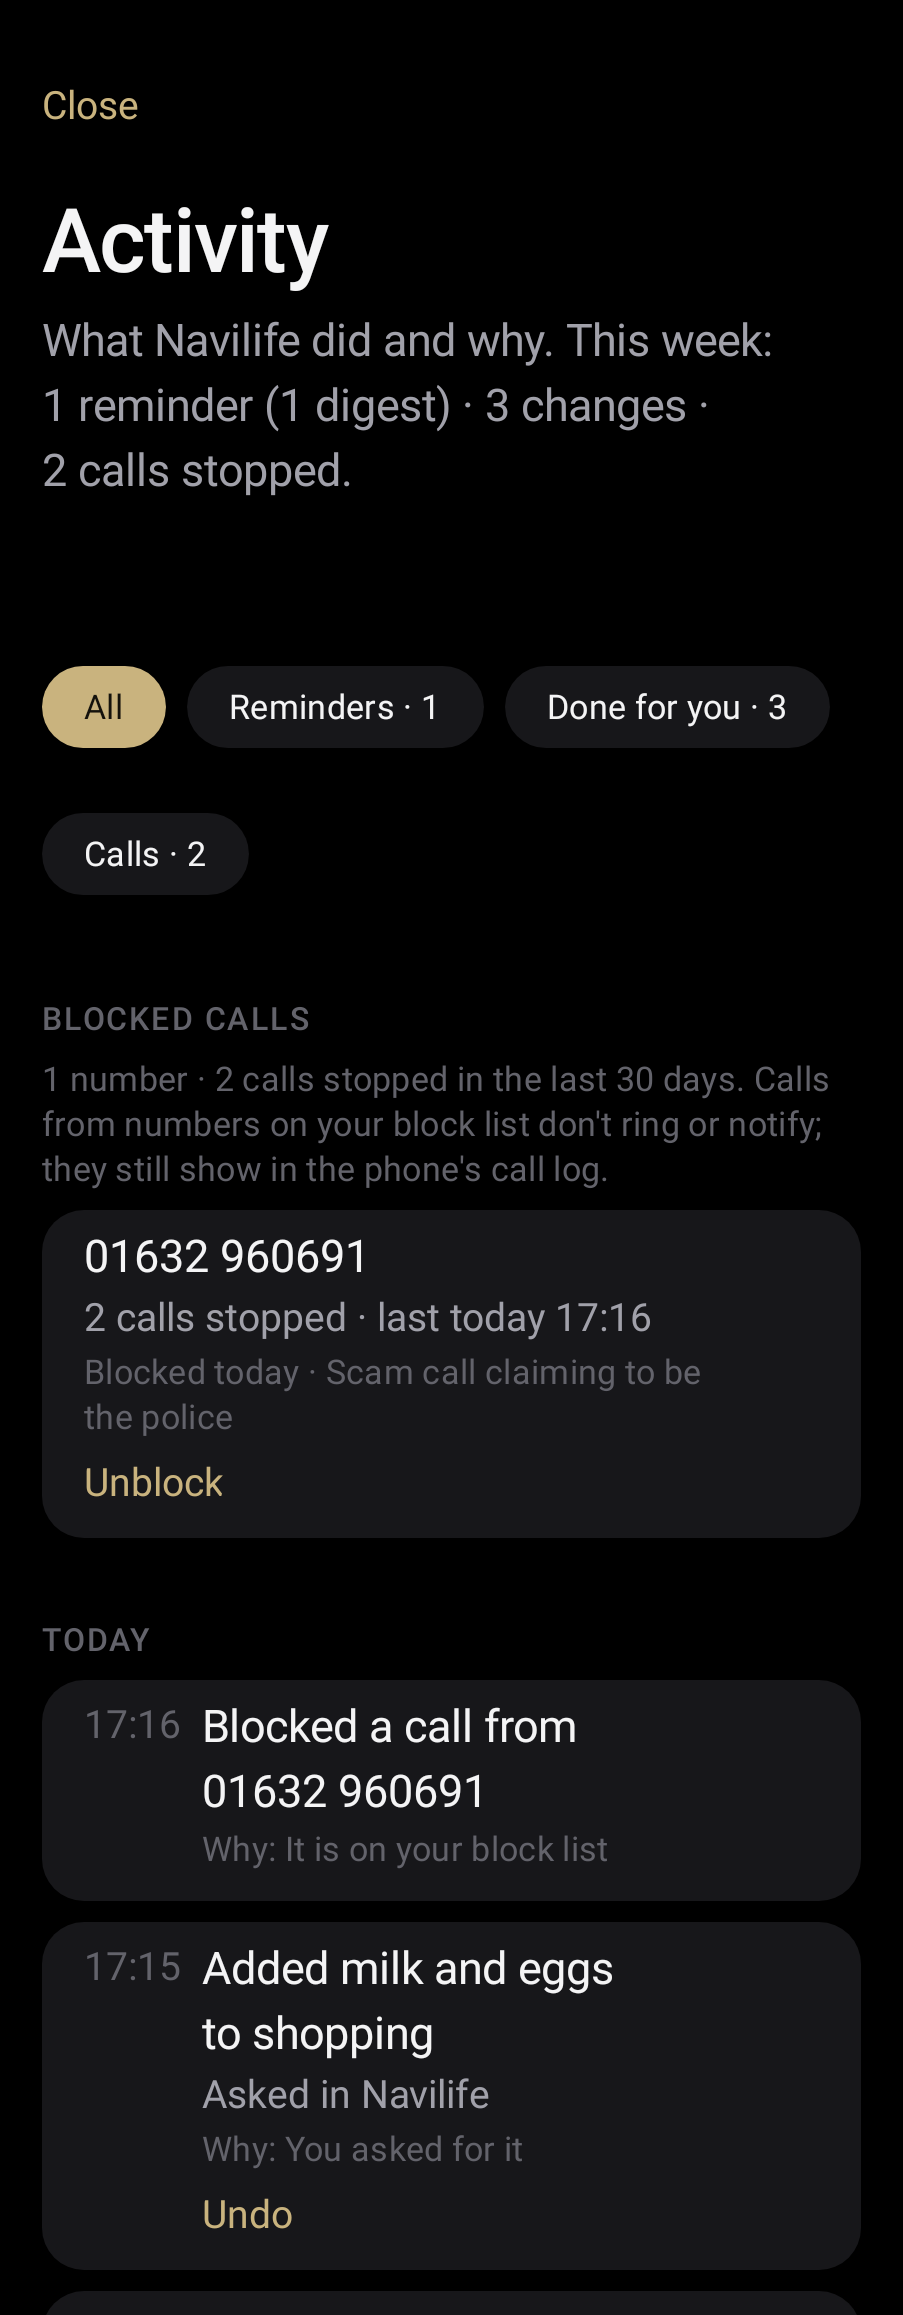 Close
Activity
What Navilife did and why. This week:
1 reminder (1 digest) · 3 changes ·
2 calls stopped.
All
Reminders · 1
Done for you · 3
Calls · 2
BLOCKED CALLS
1 number · 2 calls stopped in the last 30 days. Calls
from numbers on your block list don't ring or notify;
they still show in the phone's call log.
01632 960691
2 calls stopped · last today 17:16
Blocked today · Scam call claiming to be
the police
Unblock
TODAY
17:16 Blocked a call from
01632 960691
Why: It is on your block list
17:15 Added milk and eggs
to shopping
Asked in Navilife
Why: You asked for it
Undo